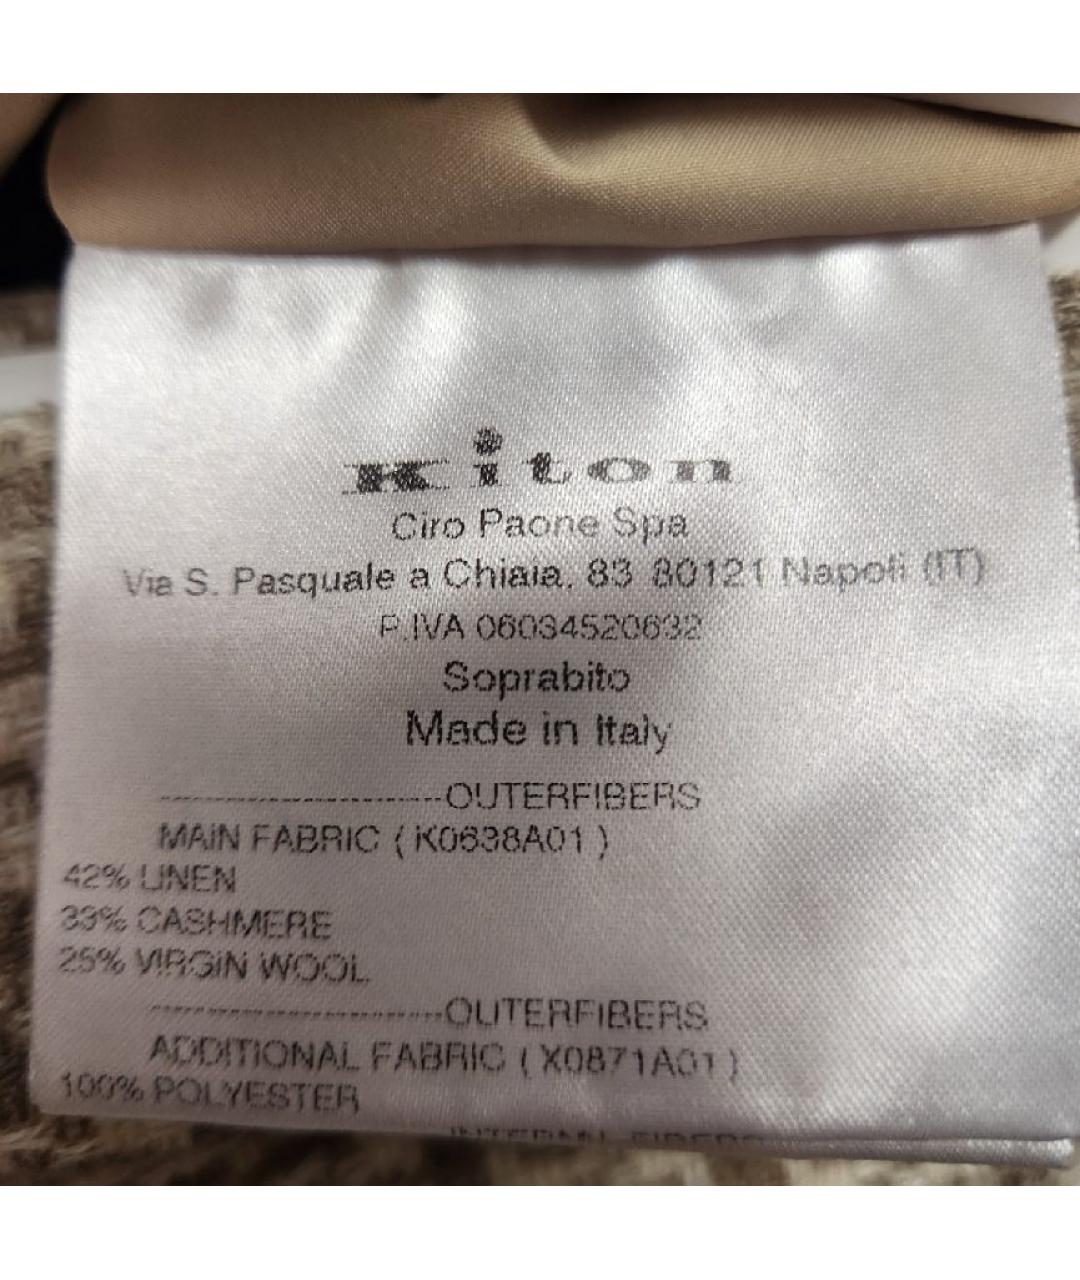 Kiton
Ciro Paone Spa
Via S. Pasquale a Chiaia, 83 80121 Napoli (IT)
P.IVA 06034520632
Soprabito
Made in Italy
--------------------------OUTERFIBERS
MAIN FABRIC ( K0638A01 )
42% LINEN
33% CASHMERE
25% VIRGIN WOOL
--------------------------OUTERFIBERS
ADDITIONAL FABRIC ( X0871A01 )
100% POLYESTER